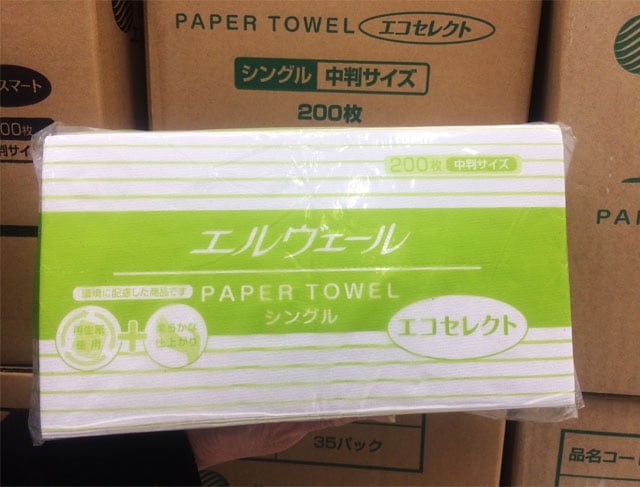 PAPER TOWEL エコセレクト
シングル 中判サイズ
200枚
スマート
00枚
判サイ
200枚 中判サイズ
エルヴェール
環境に配慮した商品です
PAPER TOWEL
シングル
エコセレクト
再生紙
使用
柔らかな
仕上がり
PA
35パック
品名コー